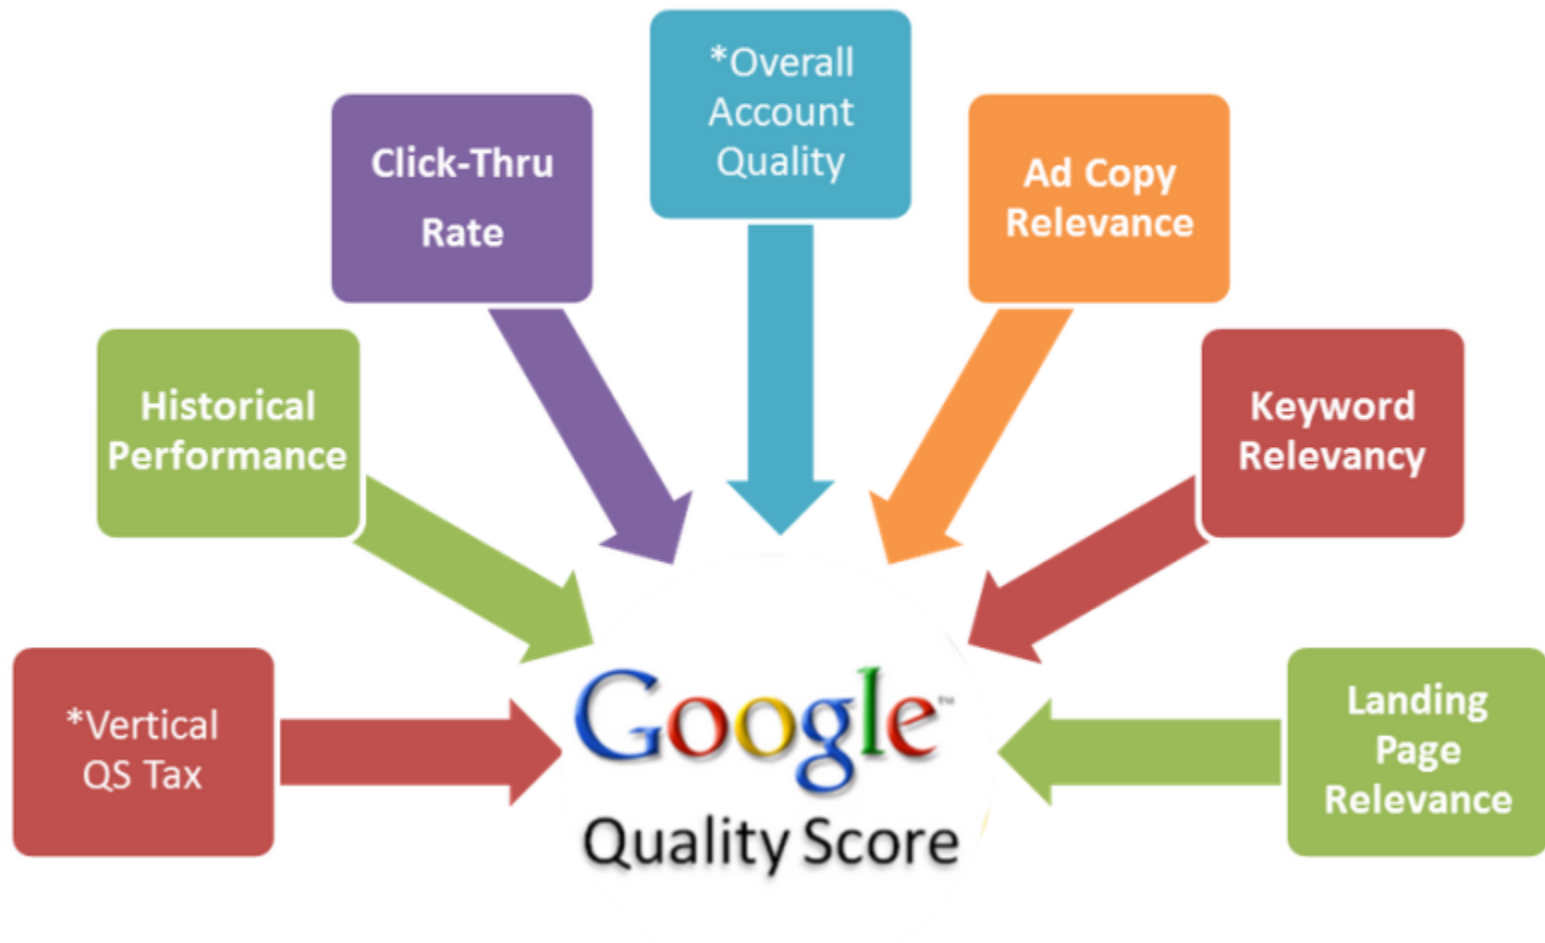 *Overall
Account
Quality
Click-Thru
Rate
Ad Copy
Relevance
Historical
Performance
Keyword
Relevancy
*Vertical
QS Tax
Landing
Page
Relevance
Google™
Quality Score